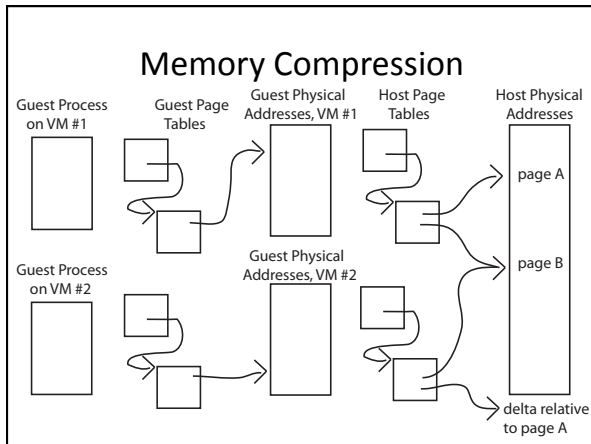 Memory Compression
Guest Process
on VM #1
Guest Page
Tables
Guest Physical
Addresses, VM #1
Host Page
Tables
Host Physical
Addresses
page A
page B
Guest Process
on VM #2
Guest Physical
Addresses, VM #2
delta relative
to page A